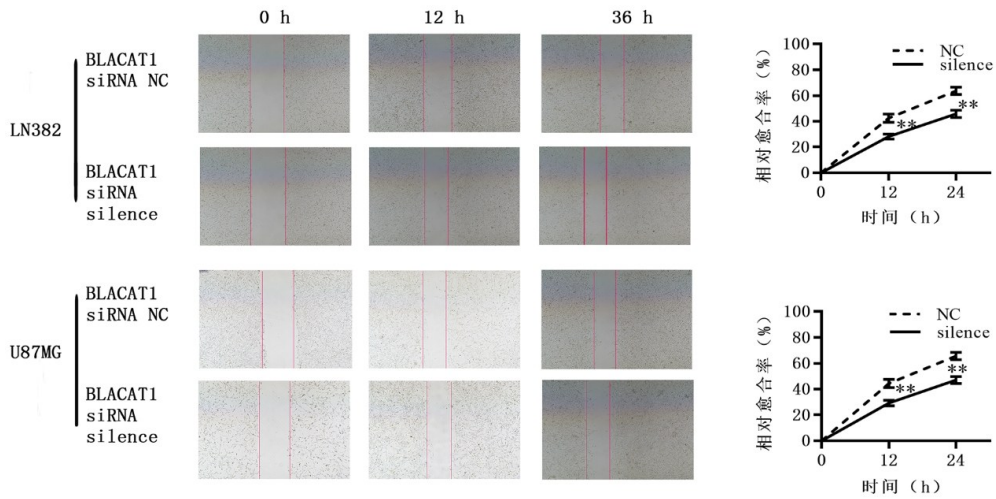 0 h 12 h 36 h
LN382
BLACAT1
siRNA NC
BLACAT1
siRNA
silence
相对愈合率（%）
100
80
60
40
20
0
NC
silence
**
**
0 12 24
时间（h）
U87MG
BLACAT1
siRNA NC
BLACAT1
siRNA
silence
相对愈合率（%）
100
80
60
40
20
0
NC
silence
**
**
0 12 24
时间（h）